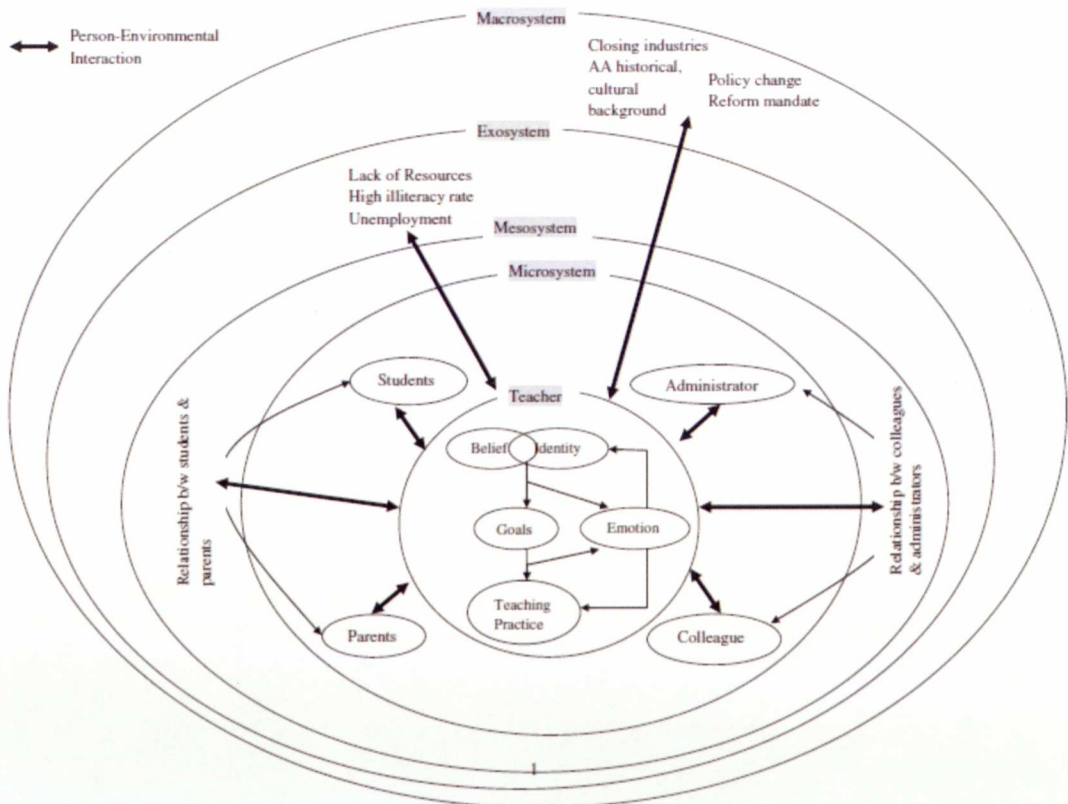 Macrosystem
Person-Environmental
Interaction
Closing industries
AA historical,
cultural
background
Policy change
Reform mandate
Exosystem
Lack of Resources
High illiteracy rate
Unemployment
Mesosystem
Microsystem
Students
Administrator
Teacher
Belief
Identity
Relationship b/w students &
parents
Relationship b/w colleagues
& administrators
Goals
Emotion
Teaching
Practice
Parents
Colleague
1